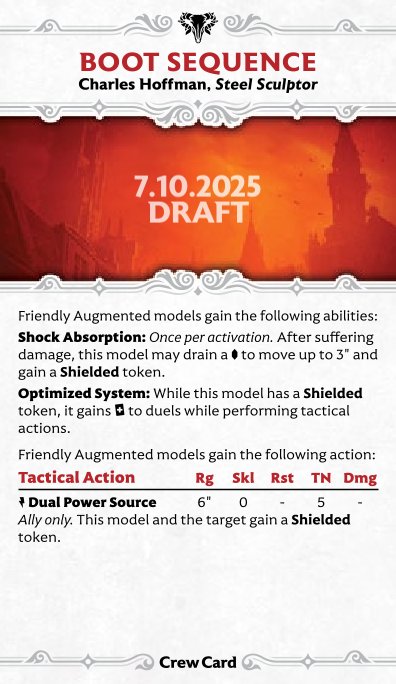 BOOT SEQUENCE
Charles Hoffman, Steel Sculptor
7.10.2025
DRAFT
Friendly Augmented models gain the following abilities:
Shock Absorption: Once per activation. After suffering
damage, this model may drain a to move up to 3" and
gain a Shielded token.
Optimized System: While this model has a Shielded
token, it gains to duels while performing tactical
actions.
Friendly Augmented models gain the following action:
Tactical Action Rg Skl Rst TN Dmg
Dual Power Source 6" 0 - 5 -
Ally only. This model and the target gain a Shielded
token.
Crew Card